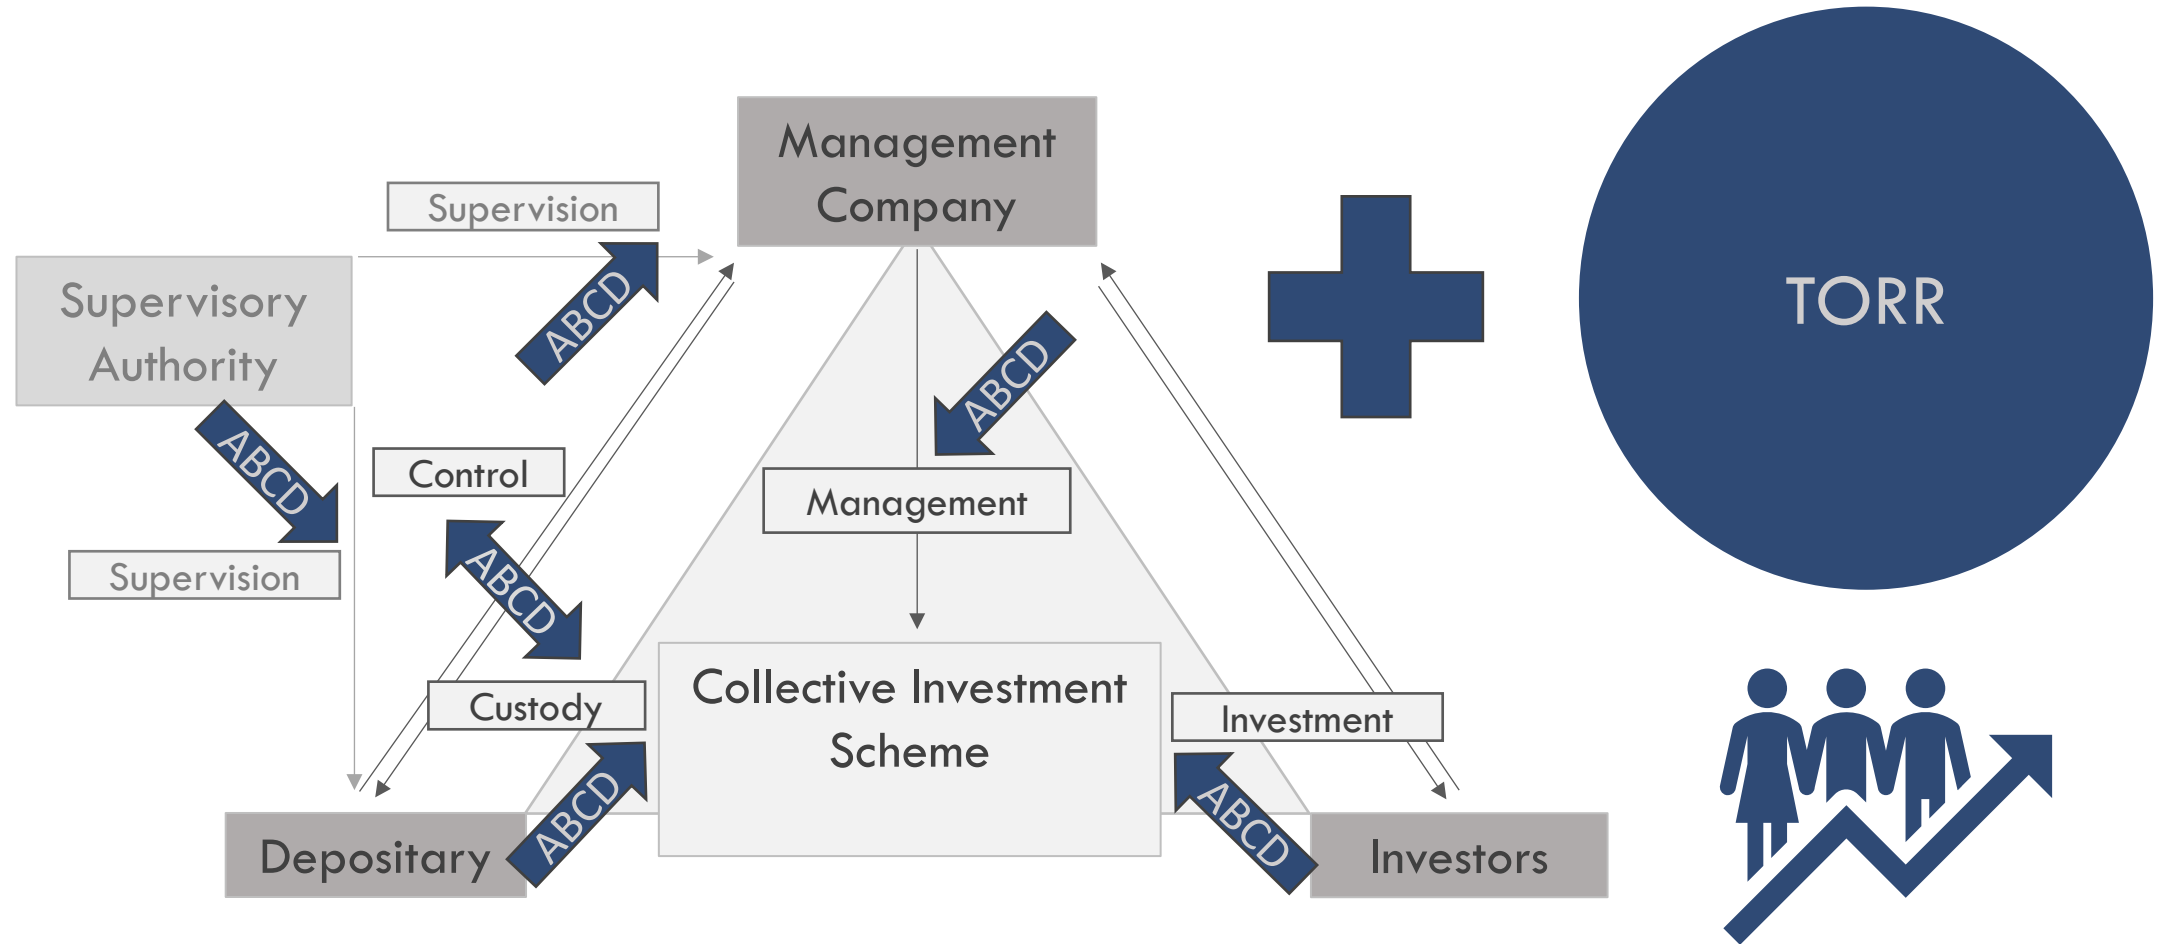 Management
Company
Supervision
Supervisory
Authority
ABCD
TORR
ABCD
ABCD
Control
Management
Supervision
ABCD
Collective Investment
Scheme
Custody
Investment
ABCD
ABCD
Depositary
Investors